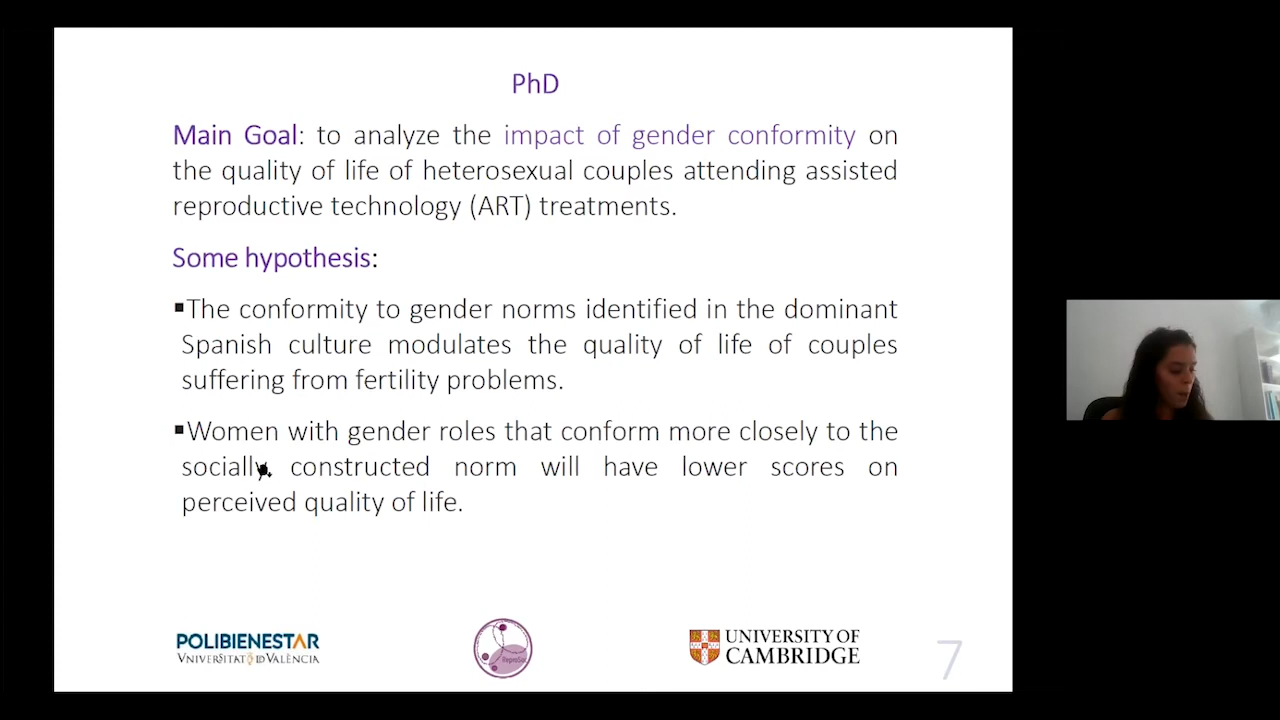 PhD
Main Goal: to analyze the impact of gender conformity on
the quality of life of heterosexual couples attending assisted
reproductive technology (ART) treatments.
Some hypothesis:
▪The conformity to gender norms identified in the dominant
Spanish culture modulates the quality of life of couples
suffering from fertility problems.
▪Women with gender roles that conform more closely to the
socially constructed norm will have lower scores on
perceived quality of life.
POLIBIENESTAR
VNIVERSITAT ID VALÈNCIA
UNIVERSITY OF
CAMBRIDGE
7